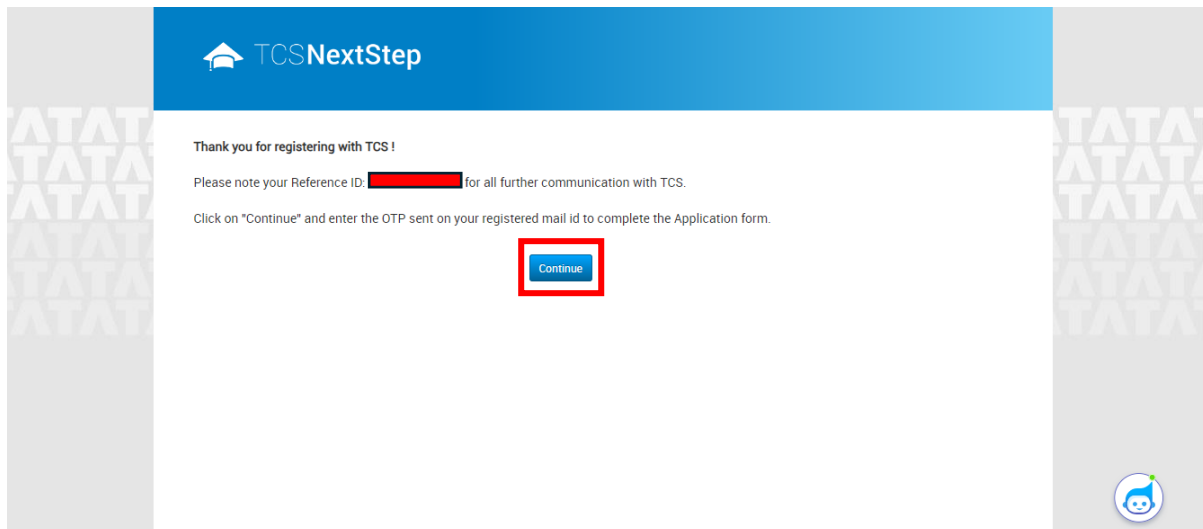 TCSNextStep
Thank you for registering with TCS !
Please note your Reference ID: for all further communication with TCS.
Click on "Continue" and enter the OTP sent on your registered mail id to complete the Application form.
Continue